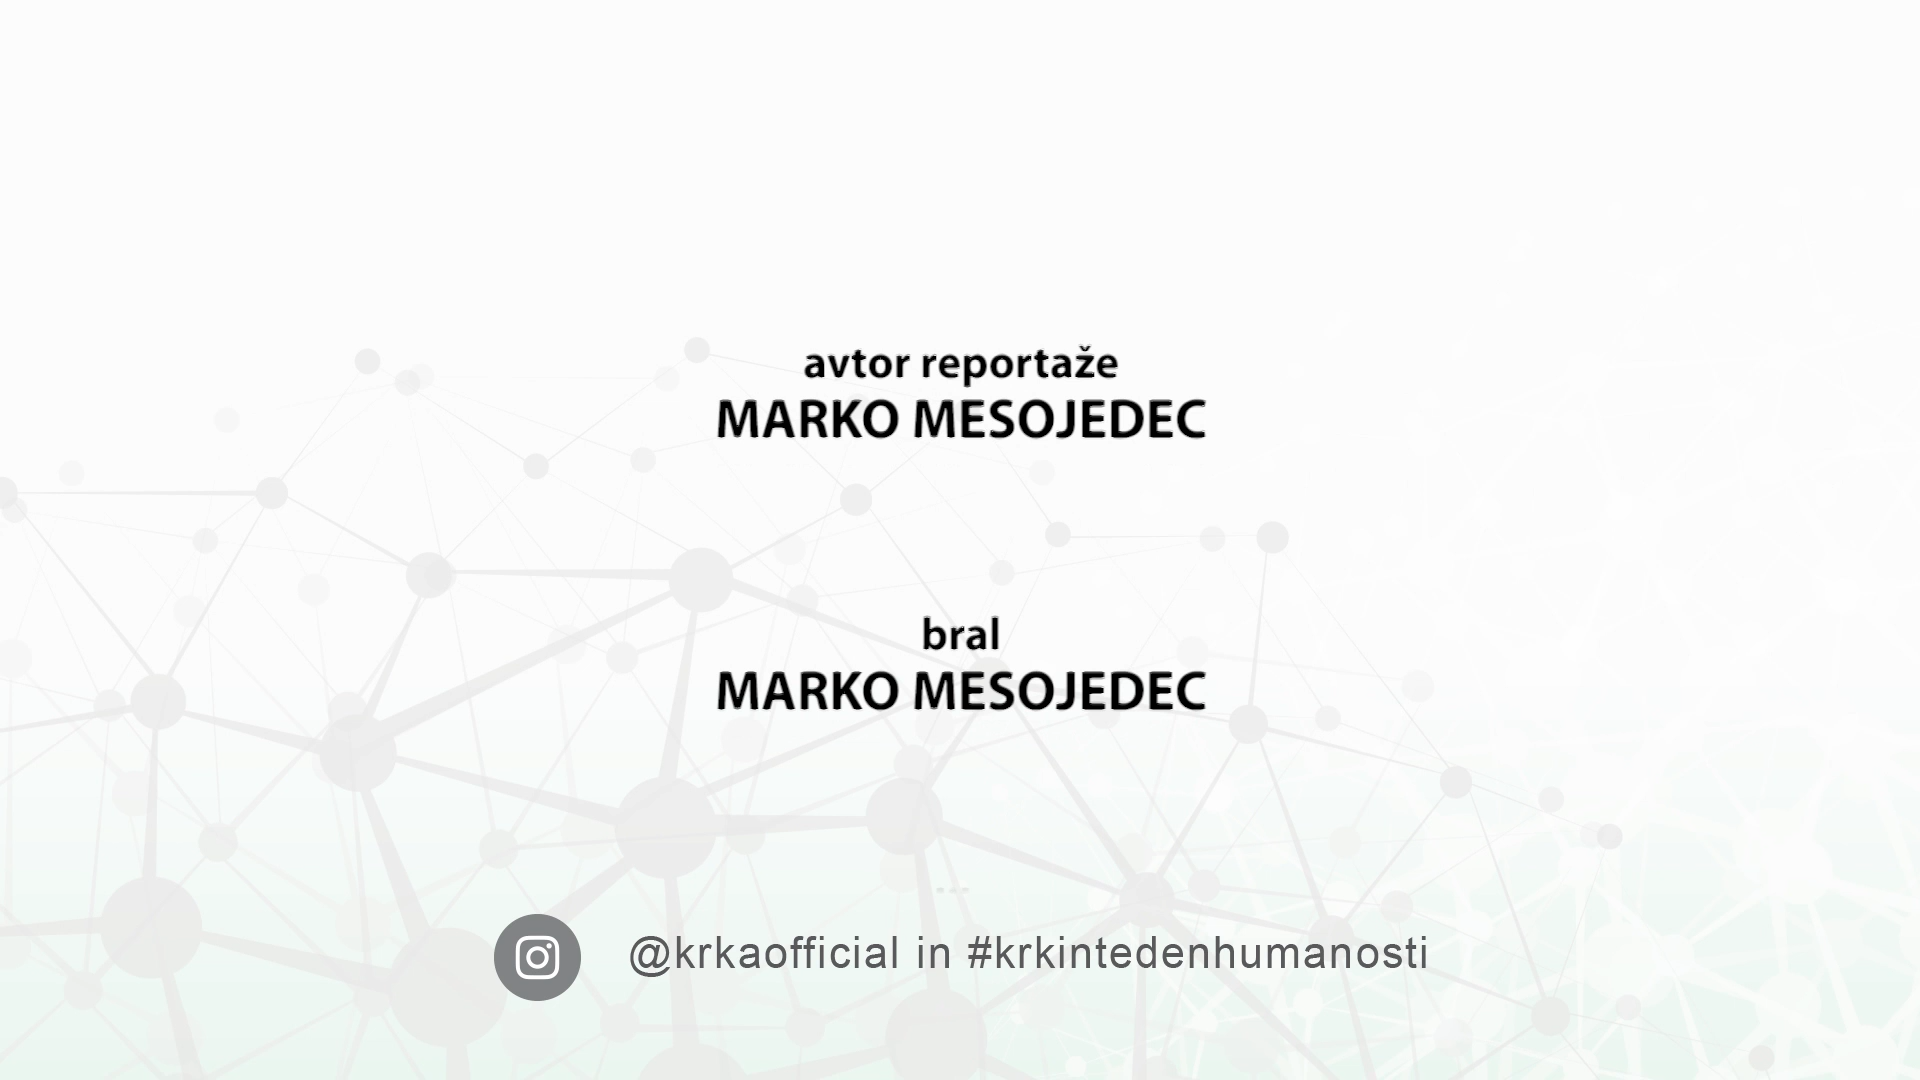 avtor reportaže
MARKO MESOJEDEC
bral
MARKO MESOJEDEC
@krkaofficial in #krkintedenhumanosti